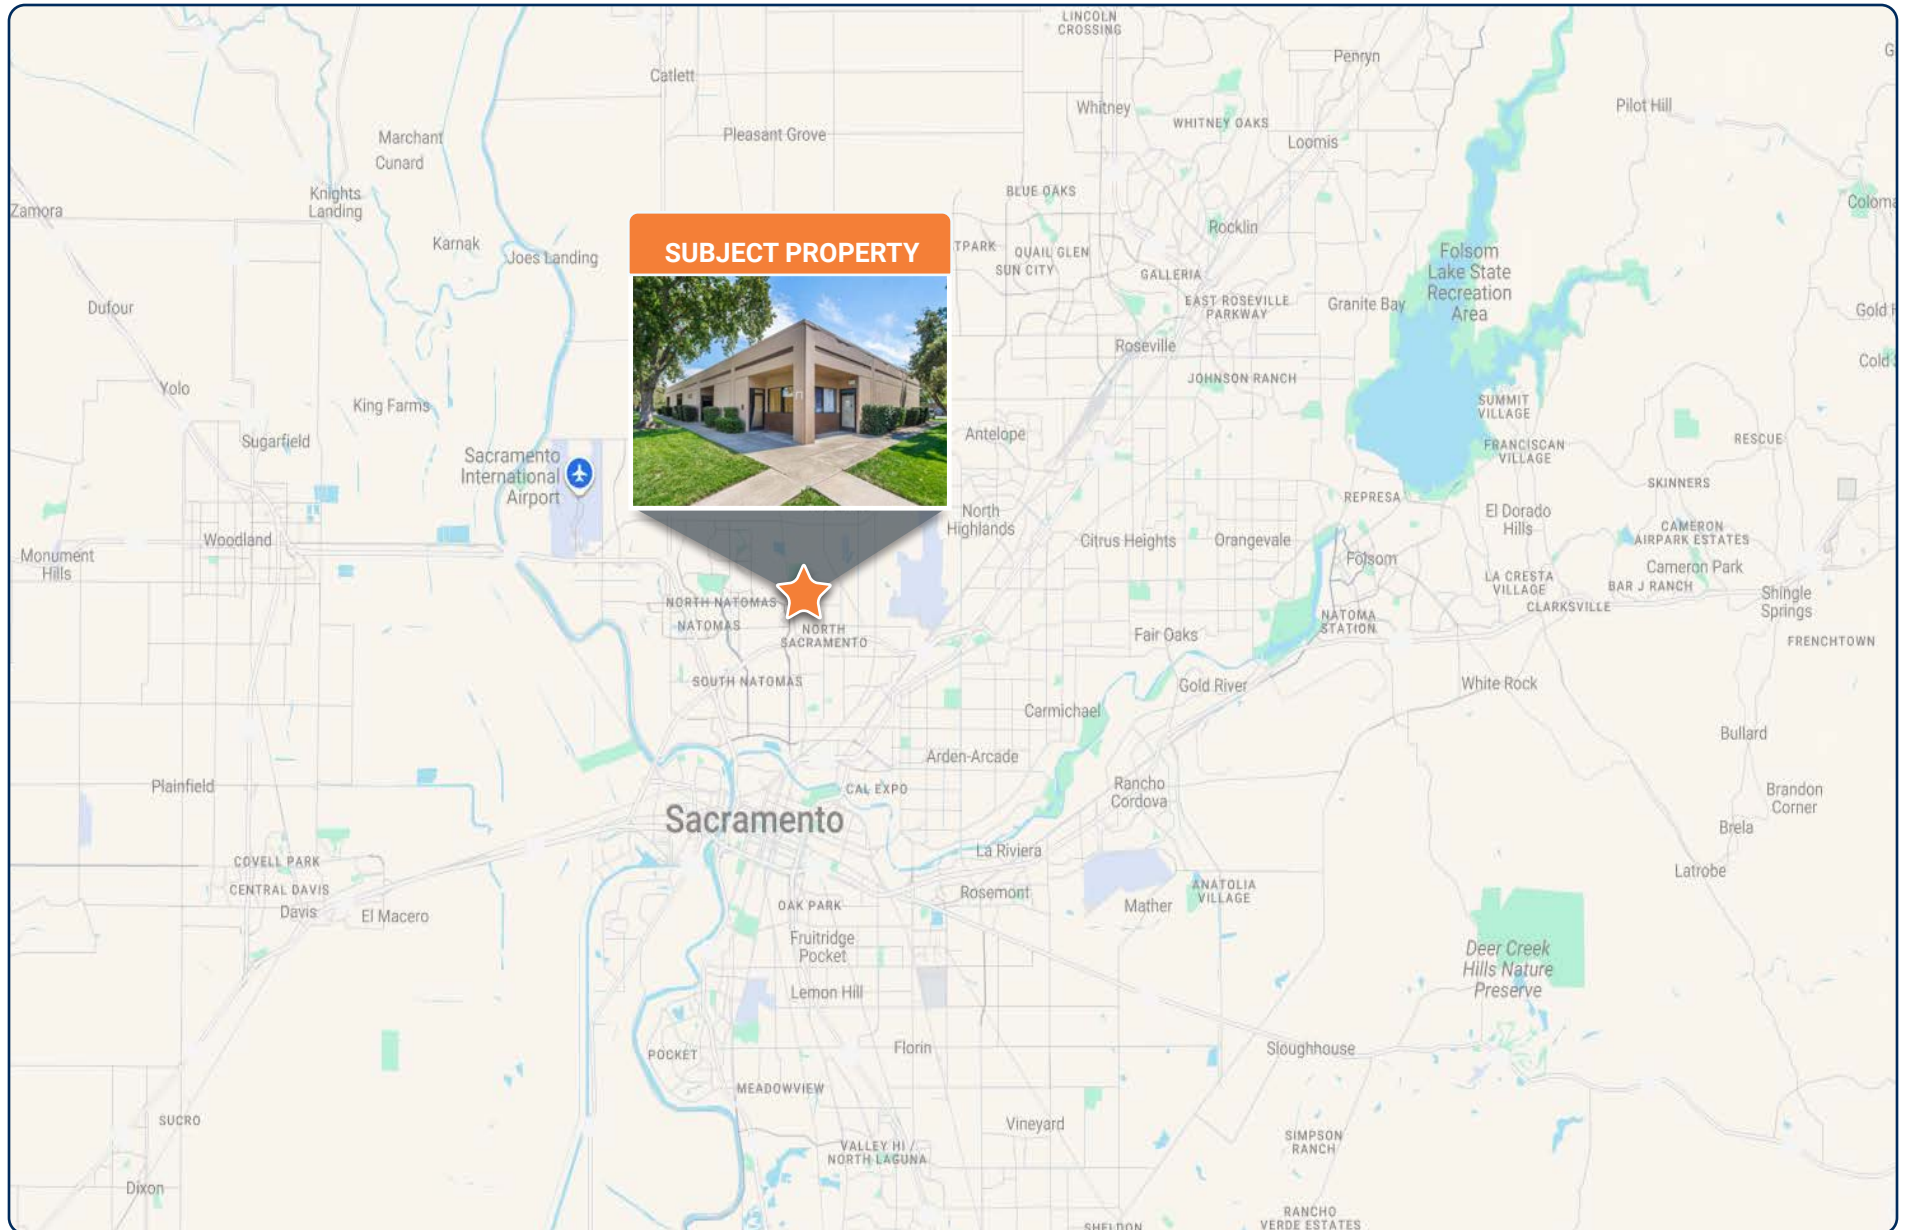 LINCOLN
CROSSING
Penryn
Catlett
Whitney
Pilot Hill
WHITNEY OAKS
Marchant
Pleasant Grove
Loomis
Cunard
Knights
Landing
BLUE OAKS
Zamora
Coloma
Rocklin
Karnak
Joes Landing
SUBJECT PROPERTY
TPARK
QUAIL GLEN
SUN CITY
GALLERIA
Folsom
Lake State
Recreation
Area
EAST ROSEVILLE
PARKWAY
Granite Bay
Dufour
Gold H
Roseville
Cold S
JOHNSON RANCH
Yolo
King Farms
SUMMIT
VILLAGE
Sugarfield
Antelope
RESCUE
FRANCISCAN
VILLAGE
Sacramento
International
Airport
SKINNERS
REPRESA
North
Highlands
El Dorado
Hills
Woodland
Citrus Heights
Orangevale
CAMERON
AIRPARK ESTATES
Monument
Hills
Folsom
Cameron Park
LA CRESTA
VILLAGE
BAR J RANCH
Shingle
Springs
NORTH NATOMAS
CLARKSVILLE
NATOMAS
NORTH
SACRAMENTO
Fair Oaks
NATOMA
STATION
FRENCHTOWN
SOUTH NATOMAS
Gold River
White Rock
Carmichael
Bullard
Arden-Arcade
Plainfield
CAL EXPO
Rancho
Cordova
Brandon
Corner
Sacramento
Brela
La Riviera
COVELL PARK
Latrobe
CENTRAL DAVIS
Rosemont
ANATOLIA
VILLAGE
Davis
El Macero
OAK PARK
Mather
Fruitridge
Pocket
Deer Creek
Hills Nature
Preserve
Lemon Hill
POCKET
Florin
Sloughhouse
MEADOWVIEW
SUCRO
Vineyard
VALLEY HI /
NORTH LAGUNA
SIMPSON
RANCH
Dixon
SHELDON
RANCHO
VERDE ESTATES